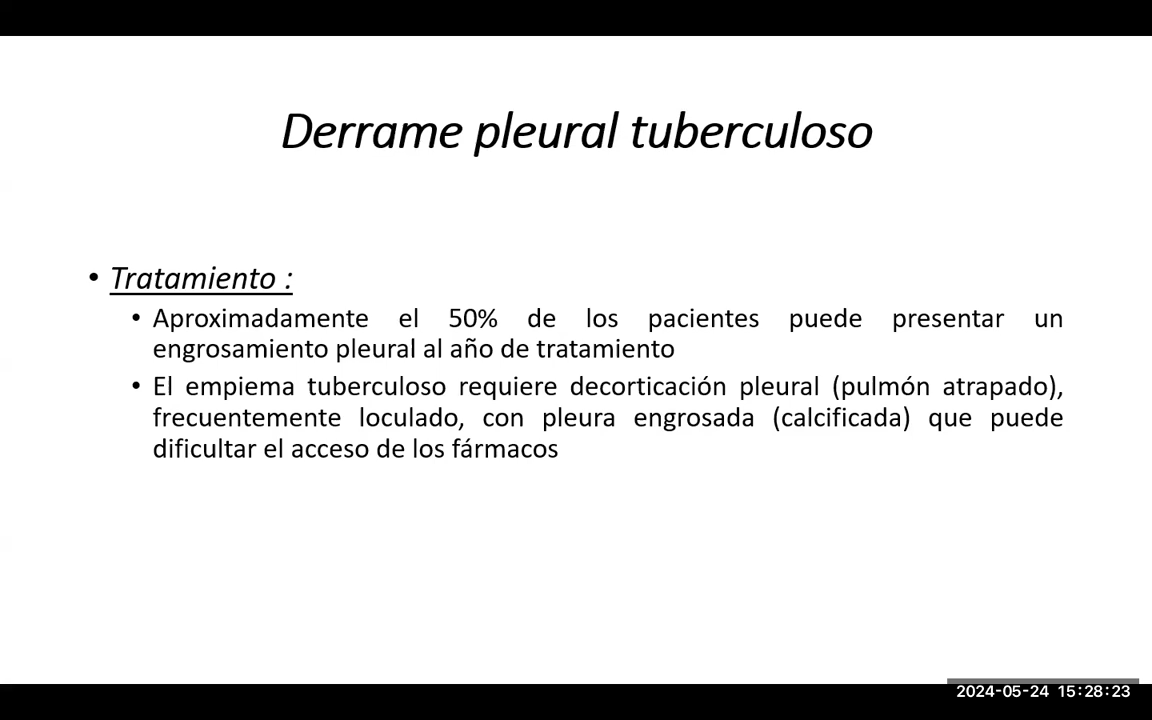 Derrame pleural tuberculoso
• Tratamiento :
• Aproximadamente el 50% de los pacientes puede presentar un
engrosamiento pleural al año de tratamiento
• El empiema tuberculoso requiere decorticación pleural (pulmón atrapado),
frecuentemente loculado, con pleura engrosada (calcificada) que puede
dificultar el acceso de los fármacos
2024-05-24 15:28:23